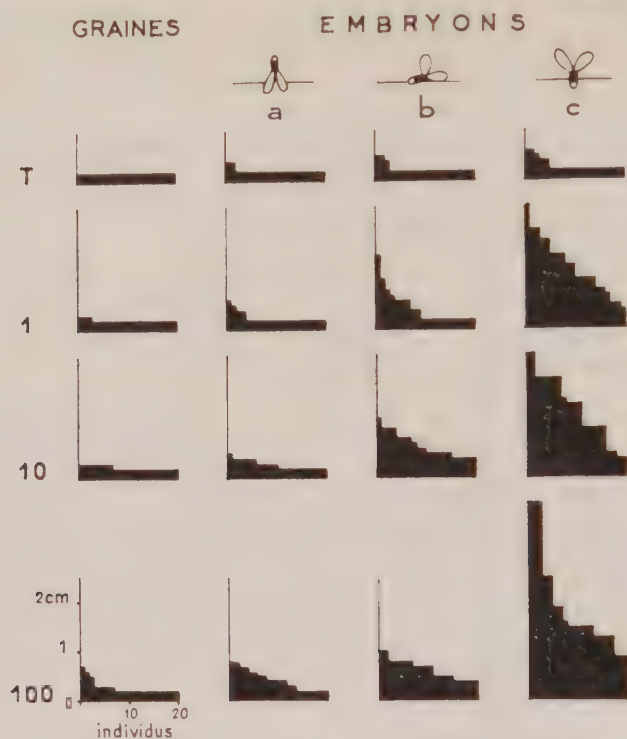 GRAINES EMBRYONS
a b c
T
1
10
2cm
1
100 0
10 20
individus